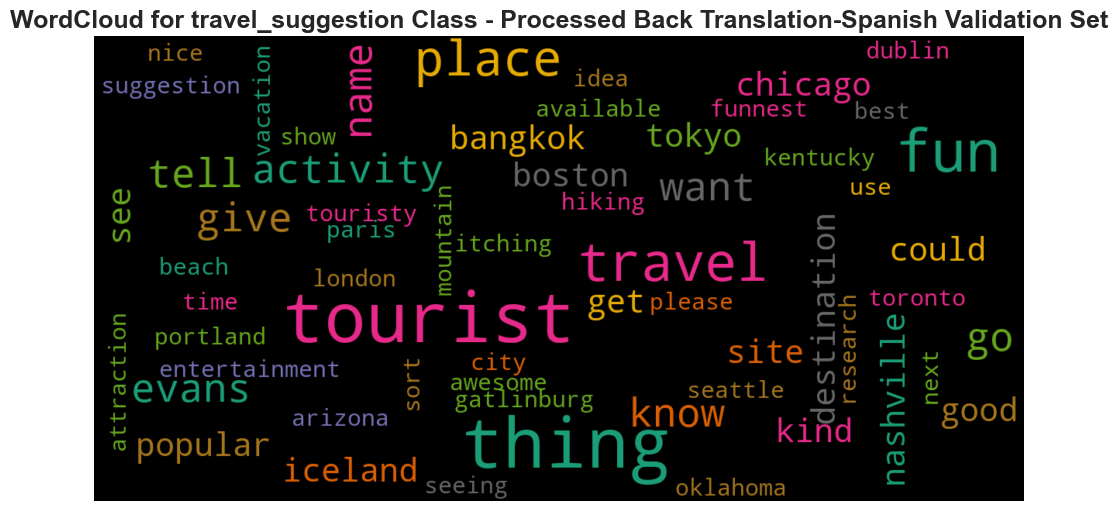 WordCloud for travel_suggestion Class - Processed Back Translation-Spanish Validation Set
nice
suggestion
vacation
name
place
idea
dublin
chicago
available
funnest
best
show
bangkok
tokyo
fun
tell
activity
kentucky
boston
want
use
see
give
touristy
paris
mountain
hiking
itching
travel
destination
could
beach
london
time
tourist
get
please
toronto
portland
attraction
entertainment
evans
sort
city
awesome
gatlinburg
site
seattle
research
nashville
next
go
arizona
know
kind
good
popular
iceland
thing
seeing
oklahoma